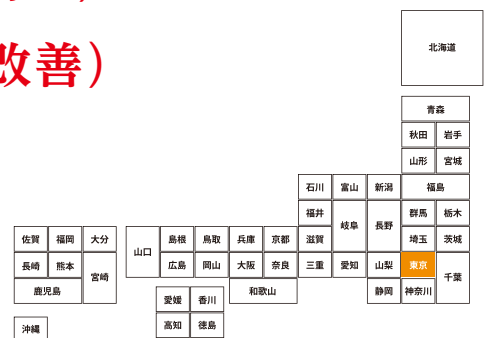 改善）
北海道
青森
秋田 岩手
山形 宮城
石川 富山 新潟 福島
福井 岐阜 長野 群馬 栃木
佐賀 福岡 大分 山口 島根 鳥取 兵庫 京都 滋賀 埼玉 茨城
長崎 熊本 宮崎 広島 岡山 大阪 奈良 三重 愛知 山梨 東京 千葉
鹿児島 愛媛 香川 和歌山 静岡 神奈川
沖縄 高知 徳島